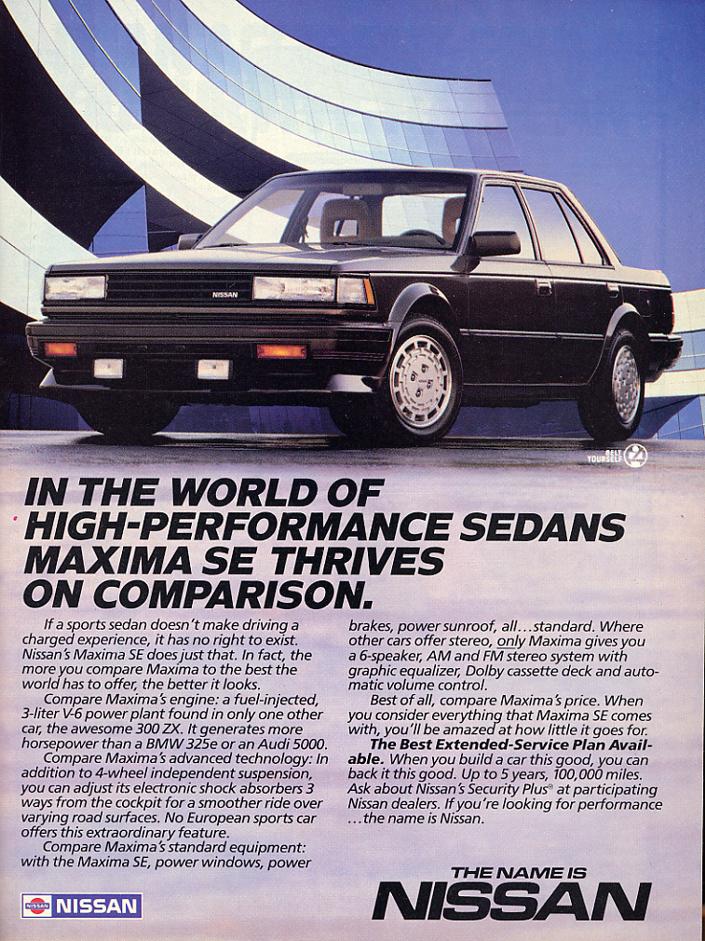 NISSAN
BELT
YOURSELF
IN THE WORLD OF
HIGH-PERFORMANCE SEDANS
MAXIMA SE THRIVES
ON COMPARISON.
If a sports sedan doesn't make driving a
charged experience, it has no right to exist.
Nissan's Maxima SE does just that. In fact, the
more you compare Maxima to the best the
world has to offer, the better it looks.
Compare Maxima's engine: a fuel-injected,
3-liter V-6 power plant found in only one other
car, the awesome 300 ZX. It generates more
horsepower than a BMW 325e or an Audi 5000.
Compare Maxima's advanced technology: In
addition to 4-wheel independent suspension,
you can adjust its electronic shock absorbers 3
ways from the cockpit for a smoother ride over
varying road surfaces. No European sports car
offers this extraordinary feature.
Compare Maxima's standard equipment:
with the Maxima SE, power windows, power
brakes, power sunroof, all...standard. Where
other cars offer stereo, only Maxima gives you
a 6-speaker, AM and FM stereo system with
graphic equalizer, Dolby cassette deck and auto-
matic volume control.
Best of all, compare Maxima's price. When
you consider everything that Maxima SE comes
with, you'll be amazed at how little it goes for.
The Best Extended-Service Plan Avail-
able. When you build a car this good, you can
back it this good. Up to 5 years, 100,000 miles.
Ask about Nissan's Security Plus® at participating
Nissan dealers. If you're looking for performance
...the name is Nissan.
NISSAN NISSAN
THE NAME IS
NISSAN